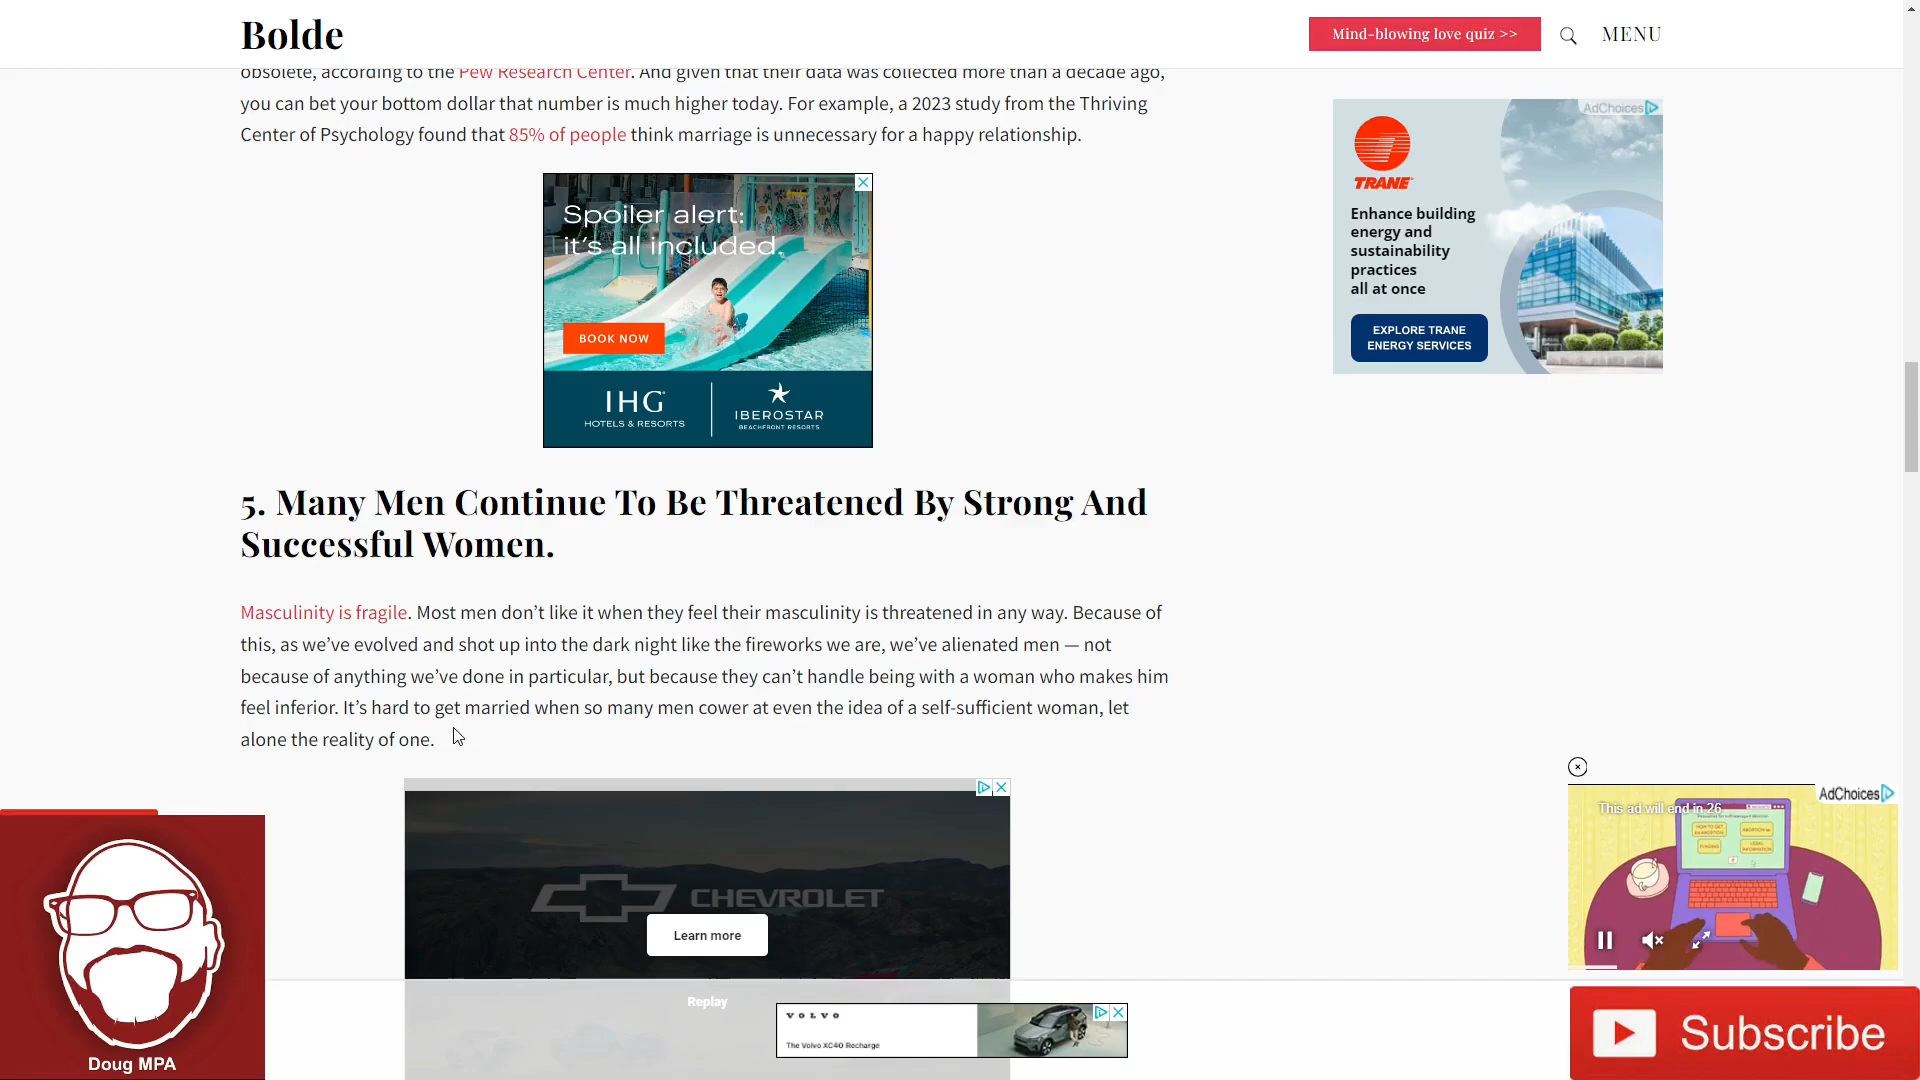 Bolde
Mind-blowing love quiz >>
MENU
obsolete, according to the Pew Research Center. And given that their data was collected more than a decade ago,
you can bet your bottom dollar that number is much higher today. For example, a 2023 study from the Thriving
Center of Psychology found that 85% of people think marriage is unnecessary for a happy relationship.
Spoiler alert:
it's all included.
BOOK NOW
IHG
HOTELS & RESORTS
IBEROSTAR
BEACHFRONT RESORTS
AdChoices
TRANE
Enhance building
energy and
sustainability
practices
all at once
EXPLORE TRANE
ENERGY SERVICES
5. Many Men Continue To Be Threatened By Strong And
Successful Women.
Masculinity is fragile. Most men don't like it when they feel their masculinity is threatened in any way. Because of
this, as we've evolved and shot up into the dark night like the fireworks we are, we've alienated men — not
because of anything we've done in particular, but because they can't handle being with a woman who makes him
feel inferior. It's hard to get married when so many men cower at even the idea of a self-sufficient woman, let
alone the reality of one.
CHEVROLET
Learn more
Replay
AdChoices
This ad will end in 26
FUNDING
LEGAL
INFORMATION
VOLVO
The Volvo XC40 Recharge
Doug MPA
Subscribe